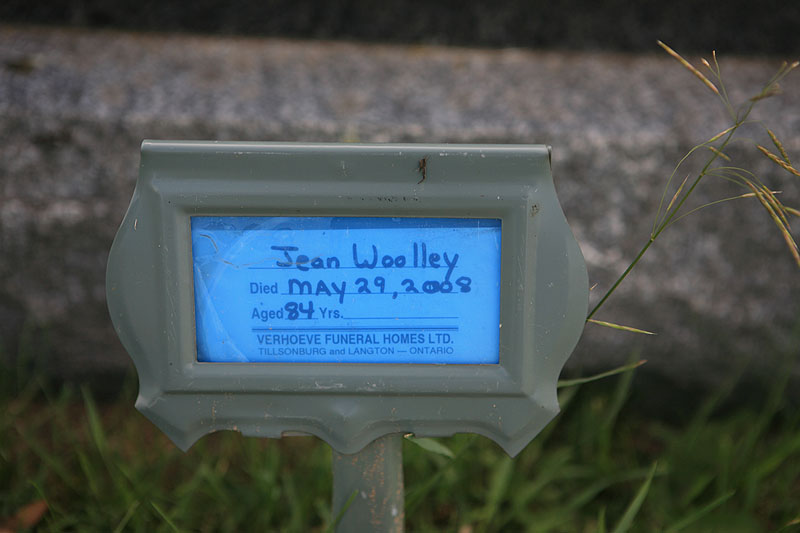 Jean Woolley
Died MAY 29, 2008
Aged 84 Yrs.
VERHOEVE FUNERAL HOMES LTD.
TILLSONBURG and LANGTON — ONTARIO